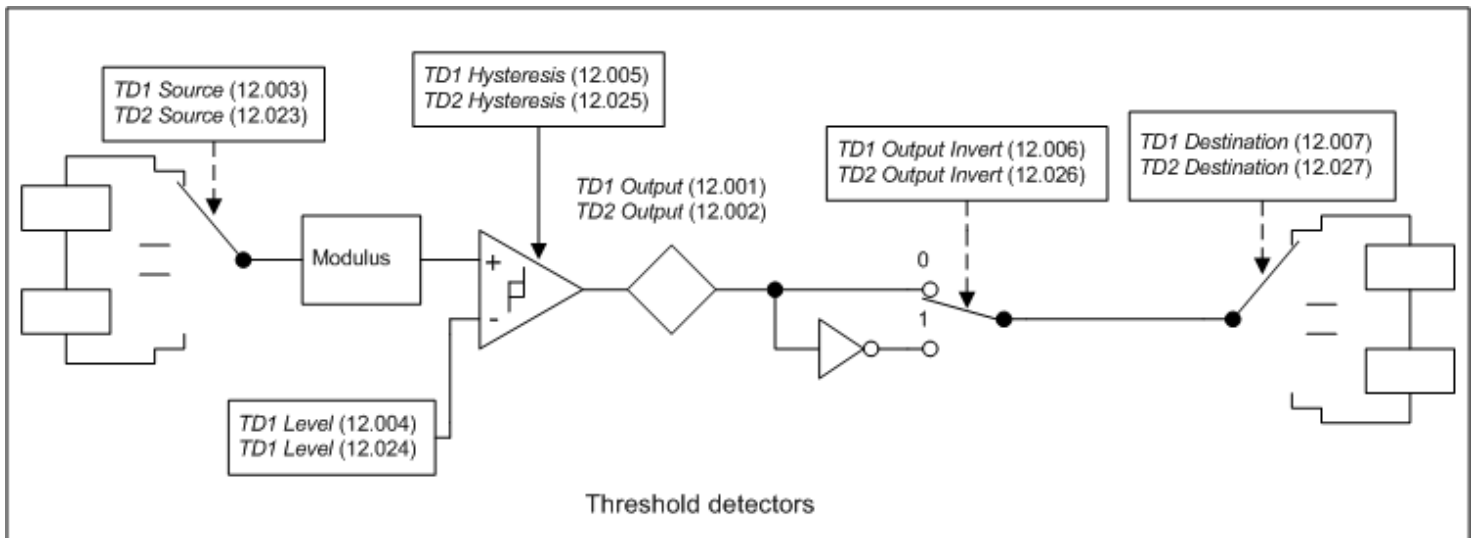 TD1 Source (12.003)
TD2 Source (12.023)
TD1 Hysteresis (12.005)
TD2 Hysteresis (12.025)
TD1 Output (12.001)
TD2 Output (12.002)
TD1 Output Invert (12.006)
TD2 Output Invert (12.026)
TD1 Destination (12.007)
TD2 Destination (12.027)
Modulus
+
-
0
1
TD1 Level (12.004)
TD1 Level (12.024)
Threshold detectors